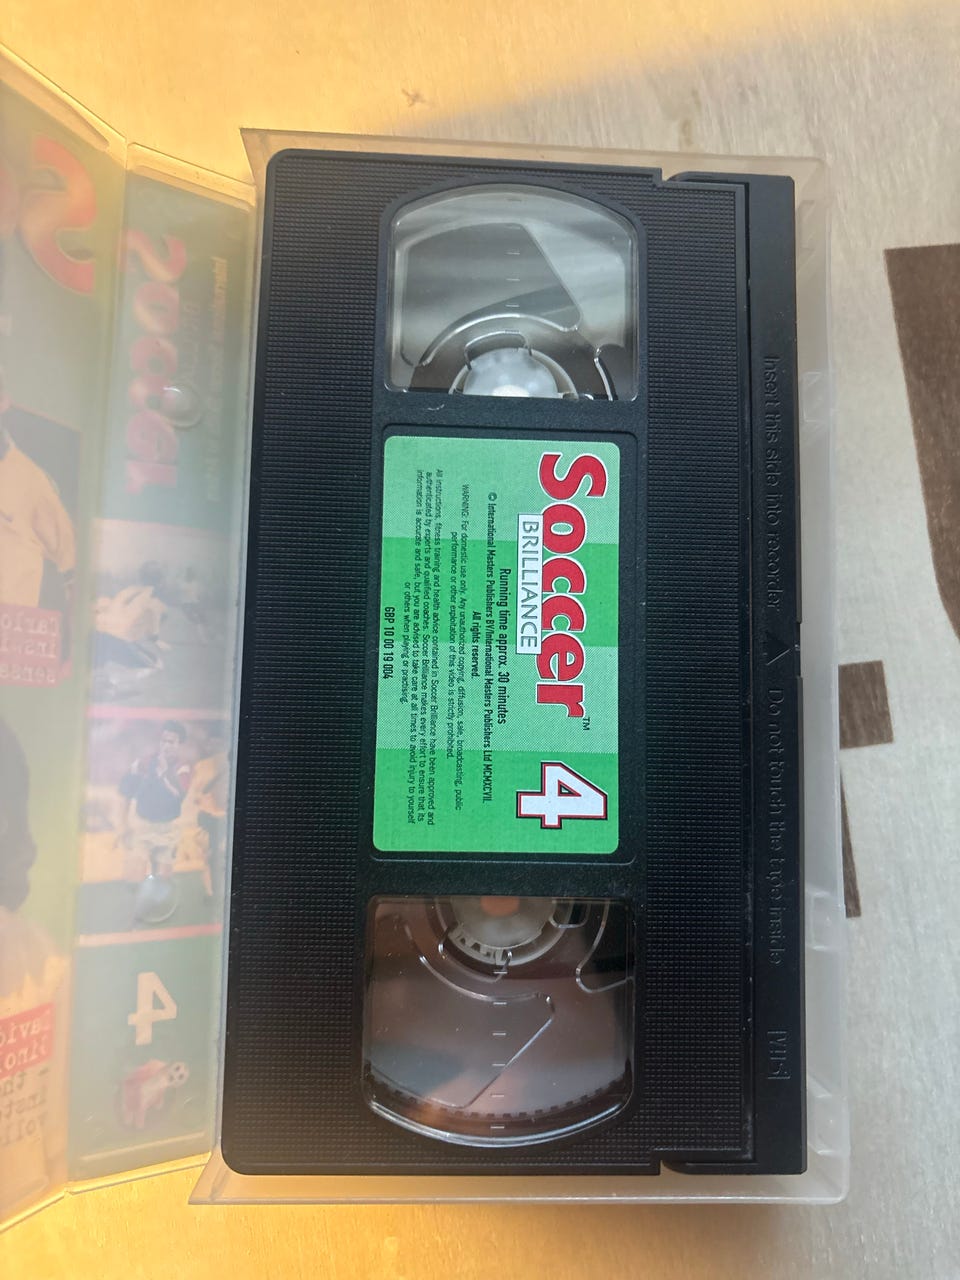 Soccer™ 4
BRILLIANCE
Running time approx. 30 minutes
© International Masters Publishers BV/International Masters Publishers Ltd MCMXCVII.
All rights reserved.
WARNING: For domestic use only. Any unauthorized copying, diffusion, sale, broadcasting, public
performance or other exploitation of this video is strictly prohibited.
All instructions, fitness training and health advice contained in Soccer Brilliance have been approved and
authenticated by experts and qualified coaches. Soccer Brilliance makes every effort to ensure that its
information is accurate and safe, but you are advised to take care at all times to avoid injury to yourself
or others when playing or practising.
GBP 10 00 19 004
Insert this side into recorder
Do not touch the tape inside
VHS
Soccer
4